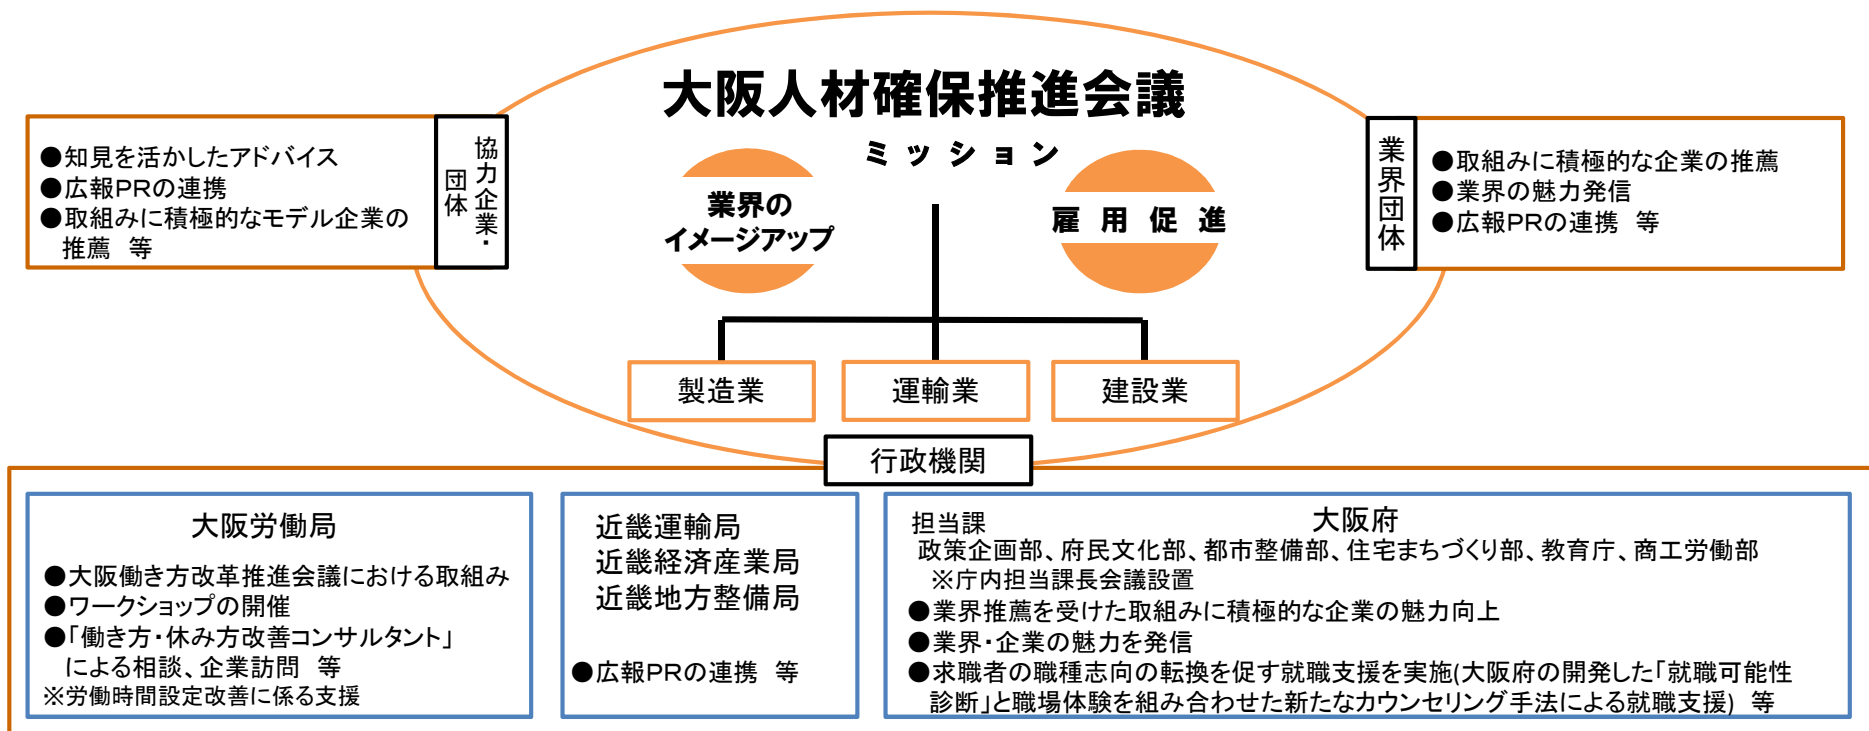 大阪人材確保推進会議
ミッション
業界の
イメージアップ
雇用促進
製造業
運輸業
建設業
協力企業・
団体
●知見を活かしたアドバイス
●広報PRの連携
●取組みに積極的なモデル企業の
推薦 等
業界団体
●取組みに積極的な企業の推薦
●業界の魅力発信
●広報PRの連携 等
行政機関
大阪労働局
●大阪働き方改革推進会議における取組み
●ワークショップの開催
●「働き方・休み方改善コンサルタント」
による相談、企業訪問 等
※労働時間設定改善に係る支援
近畿運輸局
近畿経済産業局
近畿地方整備局
●広報PRの連携 等
大阪府
担当課
政策企画部、府民文化部、都市整備部、住宅まちづくり部、教育庁、商工労働部
※庁内担当課長会議設置
●業界推薦を受けた取組みに積極的な企業の魅力向上
●業界・企業の魅力を発信
●求職者の職種志向の転換を促す就職支援を実施(大阪府の開発した「就職可能性
診断」と職場体験を組み合わせた新たなカウンセリング手法による就職支援) 等